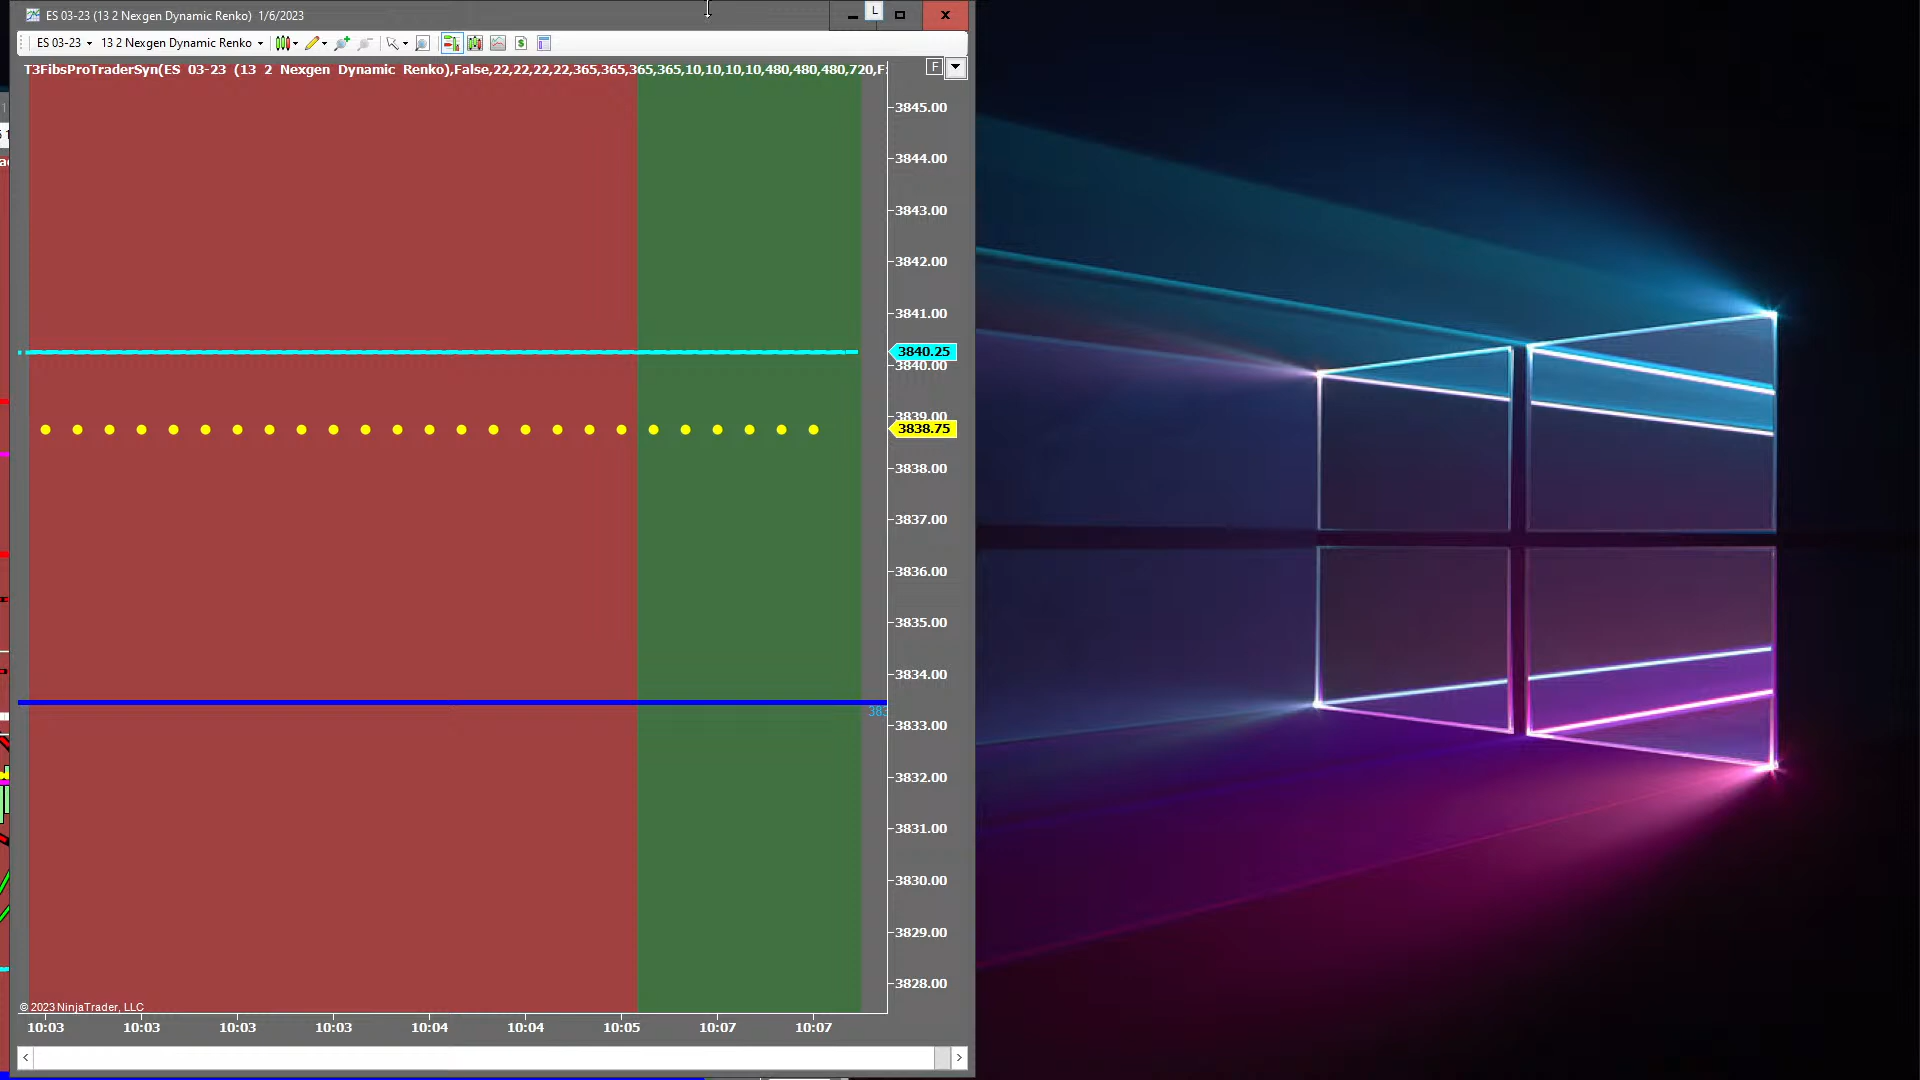 ES 03-23 (13 2 Nexgen Dynamic Renko) 1/6/2023
L
ES 03-23
13 2 Nexgen Dynamic Renko
T3FibsProTraderSyn(ES 03-23 (13 2 Nexgen Dynamic Renko),False,22,22,22,22,365,365,365,365,10,10,10,10,480,480,480,720,F
F
3845.00
3844.00
3843.00
3842.00
3841.00
3840.25
3840.00
3839.00
3838.75
3838.00
3837.00
3836.00
3835.00
3834.00
383
3833.00
3832.00
3831.00
3830.00
3829.00
3828.00
© 2023 NinjaTrader, LLC
10:03 10:03 10:03 10:03 10:04 10:04 10:05 10:07 10:07